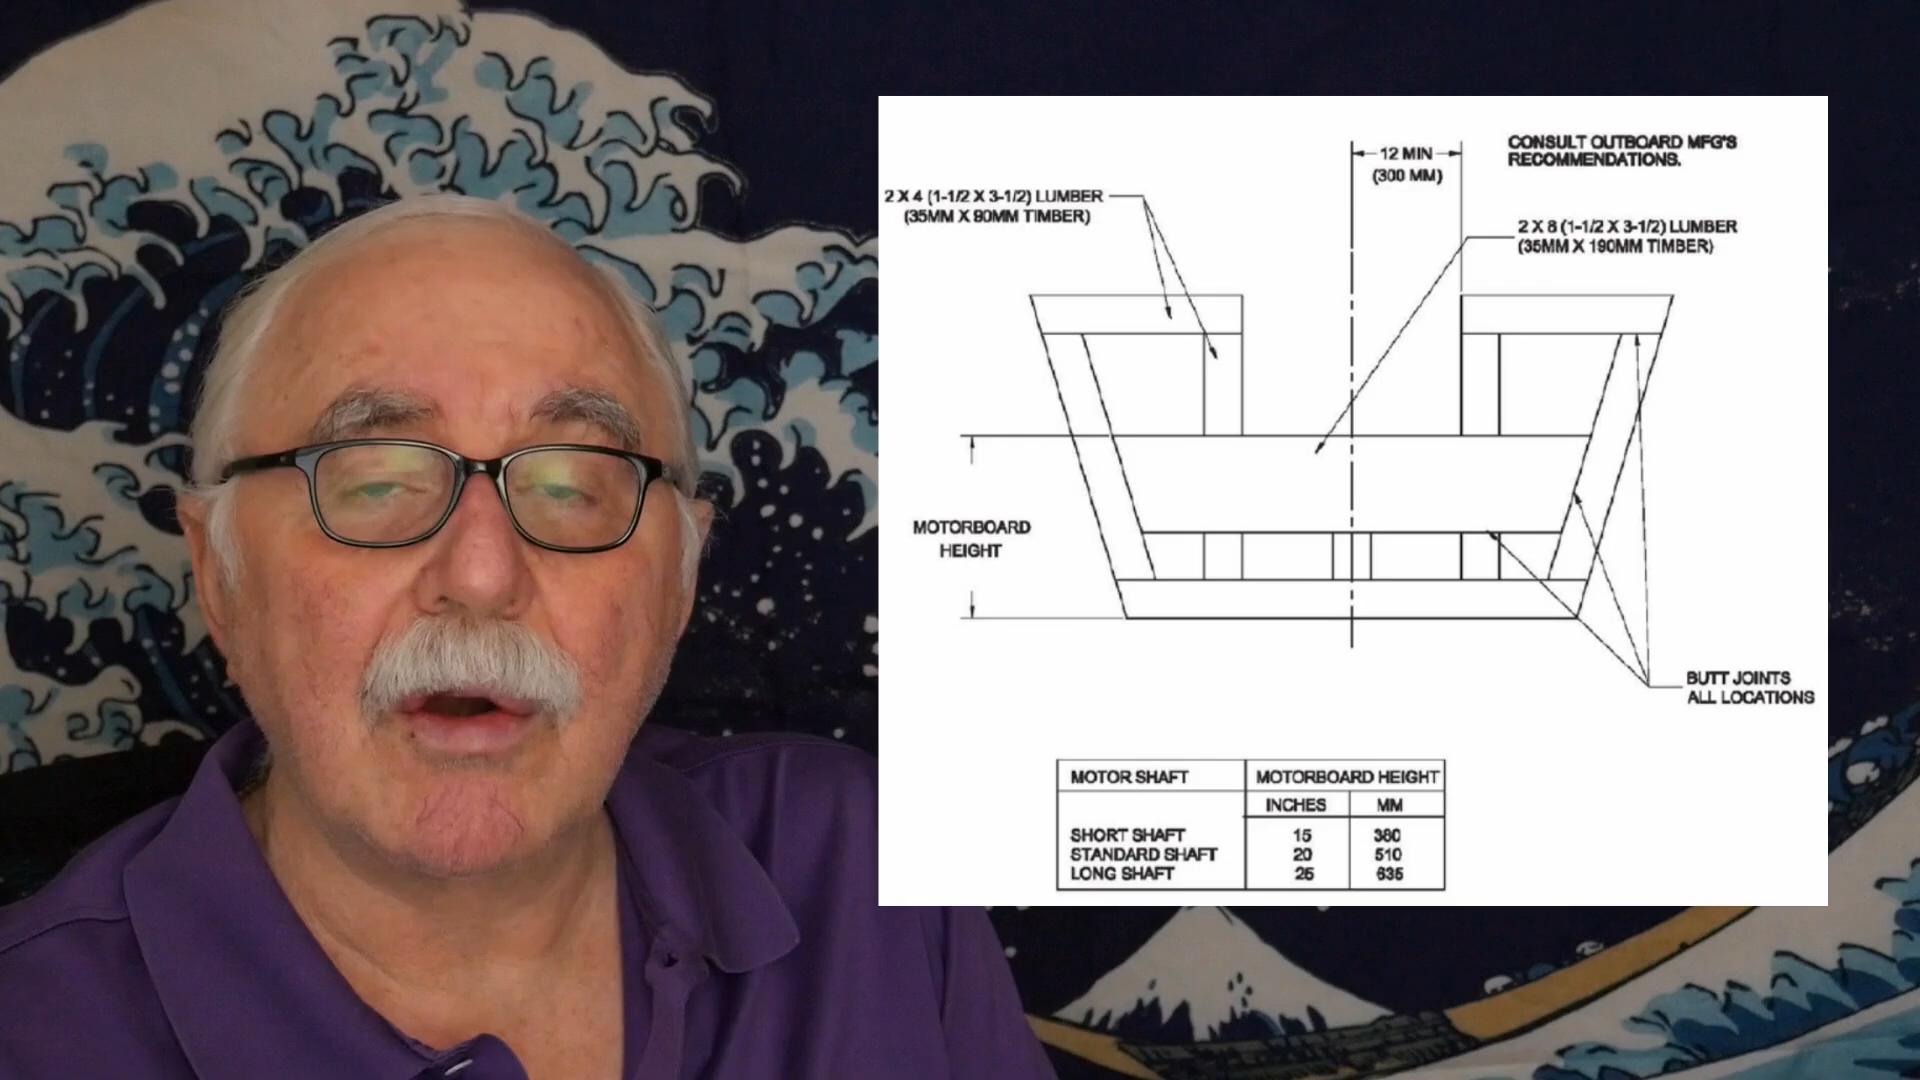 CONSULT OUTBOARD MFG'S
RECOMMENDATIONS.
12 MIN
(300 MM)
2 X 4 (1-1/2 X 3-1/2) LUMBER
(35MM X 90MM TIMBER)
2 X 8 (1-1/2 X 3-1/2) LUMBER
(35MM X 190MM TIMBER)
MOTORBOARD
HEIGHT
BUTT JOINTS
ALL LOCATIONS
MOTOR SHAFT MOTORBOARD HEIGHT
INCHES MM
SHORT SHAFT 15 380
STANDARD SHAFT 20 510
LONG SHAFT 25 635